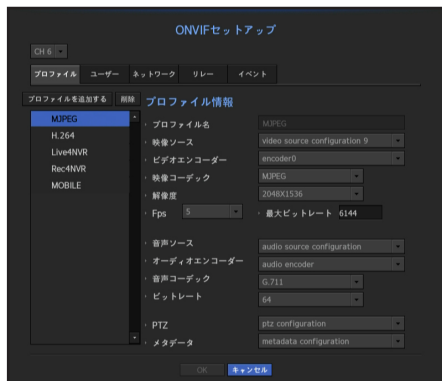 ONVIFセットアップ
CH 6
プロファイル ユーザー ネットワーク リレー イベント
プロファイルを追加する 削除 プロファイル情報
MJPEG
H.264
Live4NVR
Rec4NVR
MOBILE
・ プロファイル名 MJPEG
・ 映像ソース video source configuration 9
・ ビデオエンコーダー encoder0
・ 映像コーデック MJPEG
・ 解像度 2048X1536
・ Fps 5 ・ 最大ビットレート 6144
・ 音声ソース audio source configuration
・ オーディオエンコーダー audio encoder
・ 音声コーデック G.711
・ ビットレート 64
・ PTZ ptz configuration
・ メタデータ metadata configuration
OK キャンセル